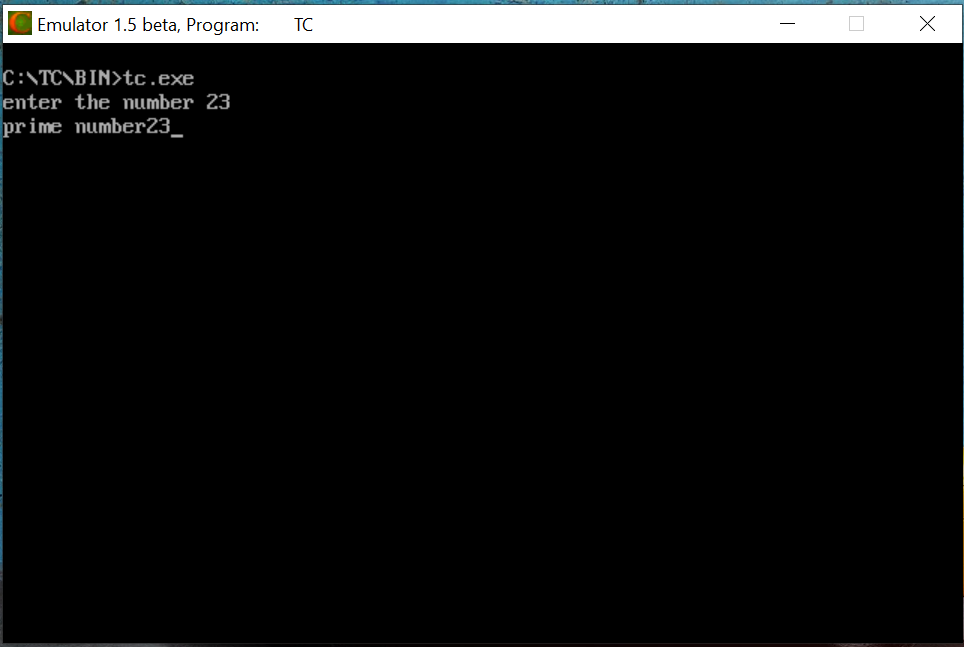 Emulator 1.5 beta, Program: TC
C:\TC\BIN>tc.exe
enter the number 23
prime number23_